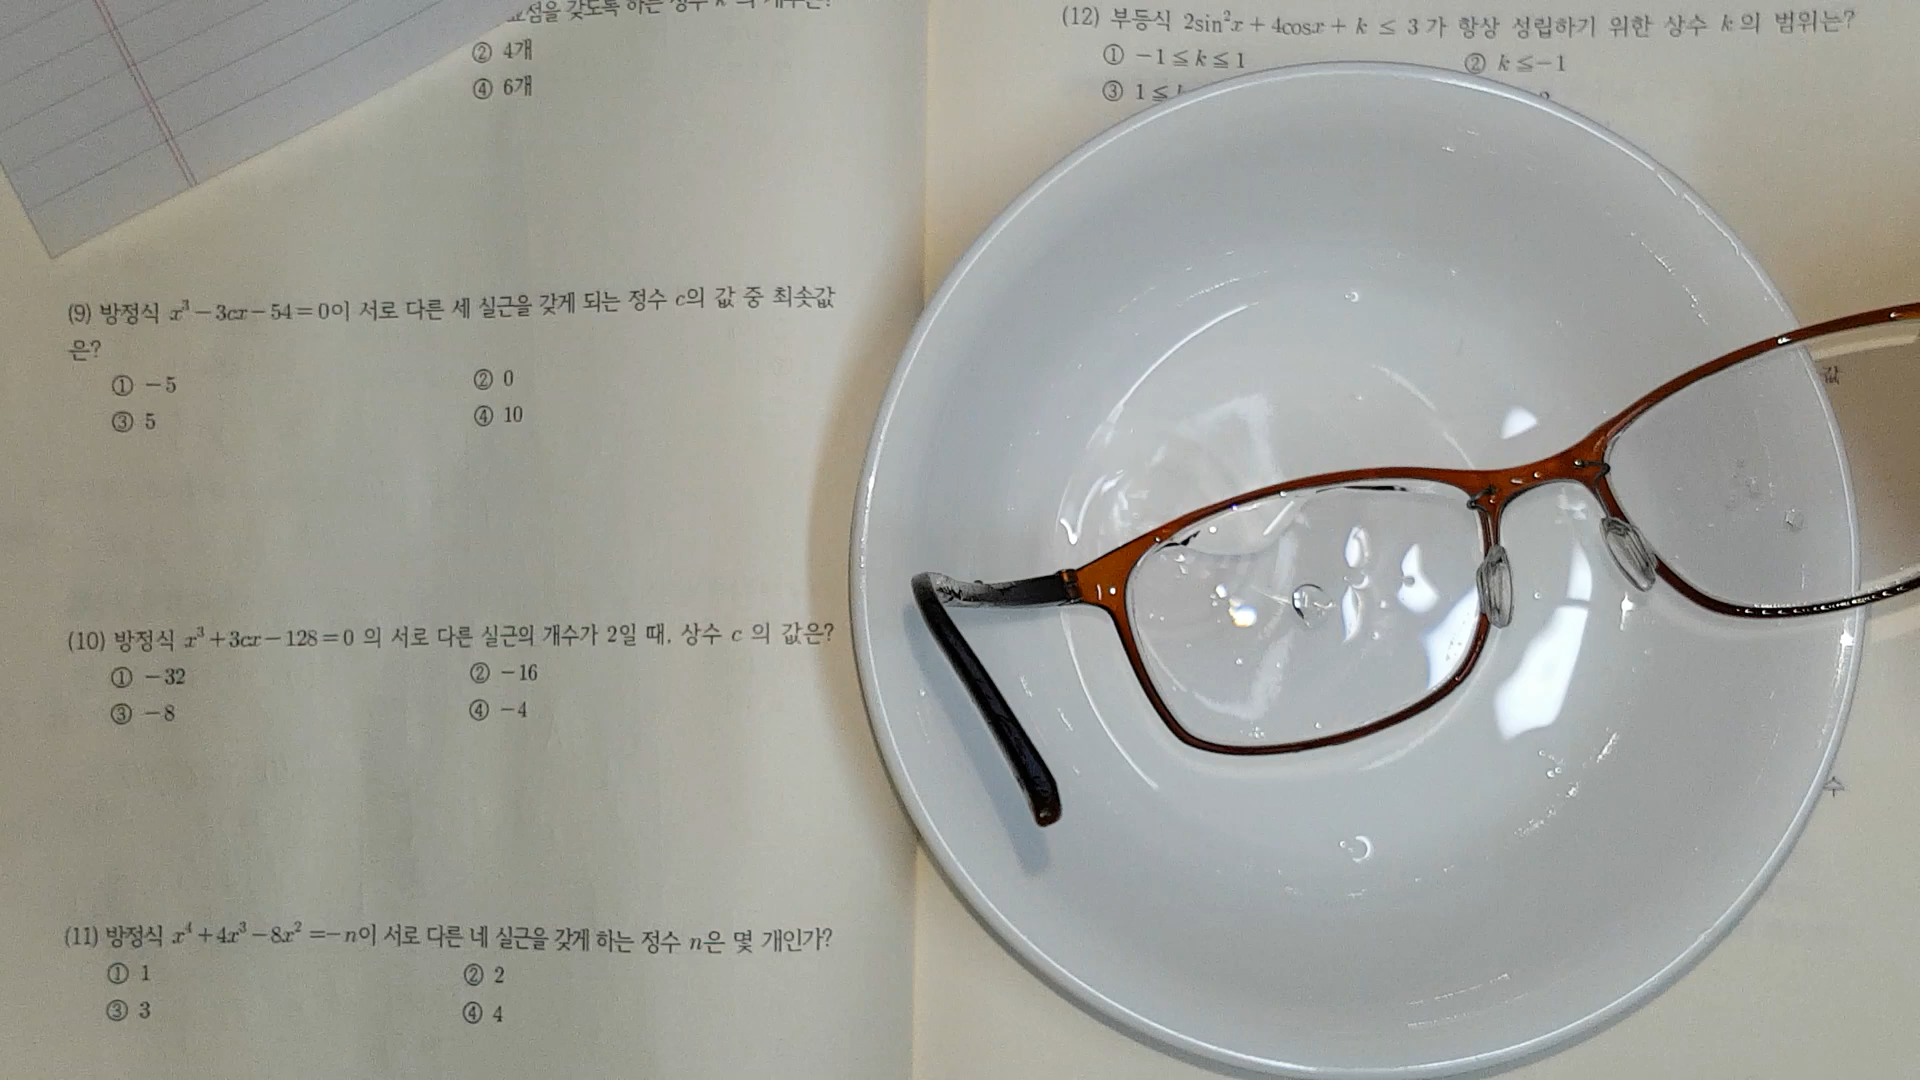 ② 4개
④ 6개
(9) 방정식 x³-3cx-54=0이 서로 다른 세 실근을 갖게 되는 정수 c의 값 중 최솟값
은?
① -5
② 0
③ 5
④ 10
(10) 방정식 x³+3cx-128=0 의 서로 다른 실근의 개수가 2일 때, 상수 c 의 값은?
① -32
② -16
③ -8
④ -4
(11) 방정식 x⁴+4x³-8x² =-n이 서로 다른 네 실근을 갖게 하는 정수 n은 몇 개인가?
① 1
② 2
③ 3
④ 4
(12) 부등식 2sin²x+4cosx+k ≤ 3가 항상 성립하기 위한 상수 k의 범위는?
① -1≤k≤1
② k≤-1
③ 1≤
값
수